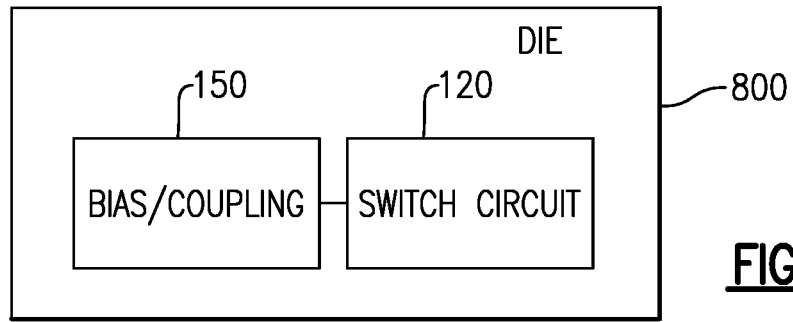 DIE
150
120
800
BIAS/COUPLING
SWITCH CIRCUIT
FIG